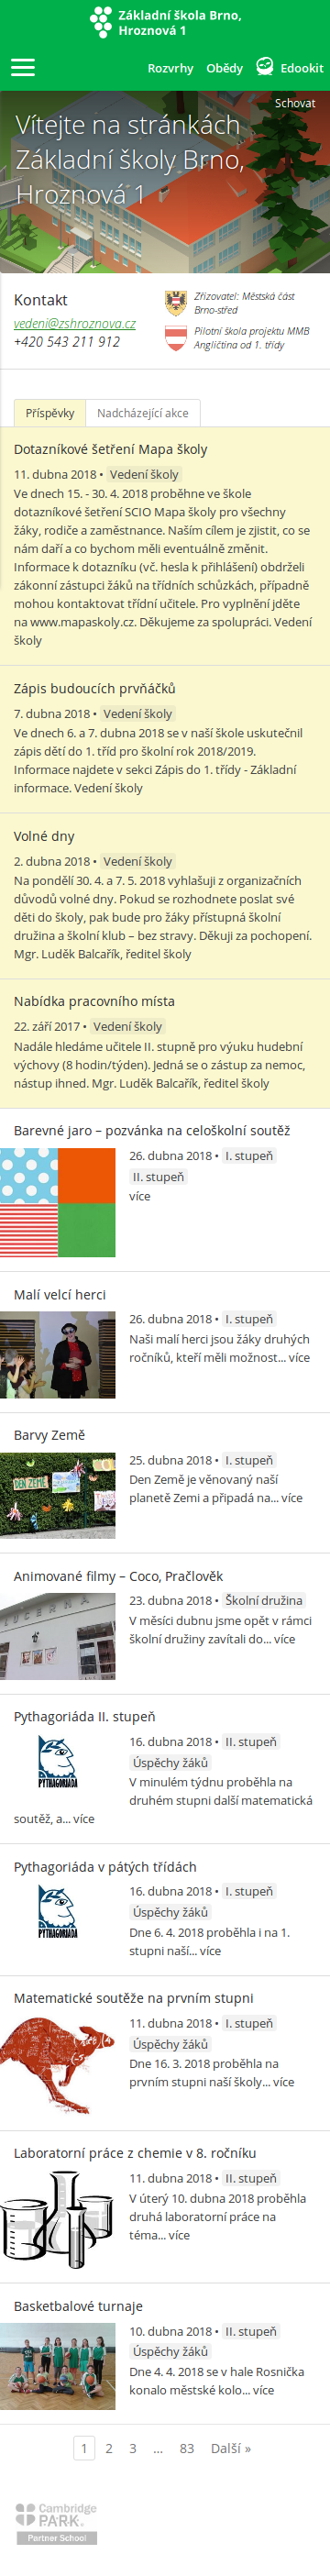 Základní škola Brno,
Hroznová 1
Rozvrhy Obědy Edookit
Schovat
Vítejte na stránkách
Základní školy Brno,
Hroznová 1
Kontakt
vedeni@zshroznova.cz
+420 543 211 912
Zřizovatel: Městská část
Brno-střed
Pilotní škola projektu MMB
Angličtina od 1. třídy
Příspěvky Nadcházející akce
Dotazníkové šetření Mapa školy
11. dubna 2018 • Vedení školy
Ve dnech 15. - 30. 4. 2018 proběhne ve škole
dotazníkové šetření SCIO Mapa školy pro všechny
žáky, rodiče a zaměstnance. Naším cílem je zjistit, co se
nám daří a co bychom měli eventuálně změnit.
Informace k dotazníku (vč. hesla k přihlášení) obdrželi
zákonní zástupci žáků na třídních schůzkách, případně
mohou kontaktovat třídní učitele. Pro vyplnění jděte
na www.mapaskoly.cz. Děkujeme za spolupráci. Vedení
školy
Zápis budoucích prvňáčků
7. dubna 2018 • Vedení školy
Ve dnech 6. a 7. dubna 2018 se v naší škole uskutečnil
zápis dětí do 1. tříd pro školní rok 2018/2019.
Informace najdete v sekci Zápis do 1. třídy - Základní
informace. Vedení školy
Volné dny
2. dubna 2018 • Vedení školy
Na pondělí 30. 4. a 7. 5. 2018 vyhlašuji z organizačních
důvodů volné dny. Pokud se rozhodnete poslat své
děti do školy, pak bude pro žáky přístupná školní
družina a školní klub – bez stravy. Děkuji za pochopení.
Mgr. Luděk Balcařík, ředitel školy
Nabídka pracovního místa
22. září 2017 • Vedení školy
Nadále hledáme učitele II. stupně pro výuku hudební
výchovy (8 hodin/týden). Jedná se o zástup za nemoc,
nástup ihned. Mgr. Luděk Balcařík, ředitel školy
Barevné jaro – pozvánka na celoškolní soutěž
26. dubna 2018 • I. stupeň
II. stupeň
více
Malí velcí herci
26. dubna 2018 • I. stupeň
Naši malí herci jsou žáky druhých
ročníků, kteří měli možnost... více
Barvy Země
25. dubna 2018 • I. stupeň
DEN ZEMĚ
Den Země je věnovaný naší
planetě Zemi a připadá na... více
Animované filmy – Coco, Pračlověk
23. dubna 2018 • Školní družina
LUCERNA
V měsíci dubnu jsme opět v rámci
školní družiny zavítali do... více
Pythagoriáda II. stupeň
16. dubna 2018 • II. stupeň
Úspěchy žáků
PYTHAGORIÁDA
V minulém týdnu proběhla na
druhém stupni další matematická
soutěž, a... více
Pythagoriáda v pátých třídách
16. dubna 2018 • I. stupeň
Úspěchy žáků
PYTHAGORIÁDA
Dne 6. 4. 2018 proběhla i na 1.
stupni naší... více
Matematické soutěže na prvním stupni
11. dubna 2018 • I. stupeň
Úspěchy žáků
Dne 16. 3. 2018 proběhla na
prvním stupni naší školy... více
Laboratorní práce z chemie v 8. ročníku
11. dubna 2018 • II. stupeň
V úterý 10. dubna 2018 proběhla
druhá laboratorní práce na
téma... více
Basketbalové turnaje
10. dubna 2018 • II. stupeň
Úspěchy žáků
Dne 4. 4. 2018 se v hale Rosnička
konalo městské kolo... více
1 2 3 … 83 Další »
Cambridge
PARK
Partner School